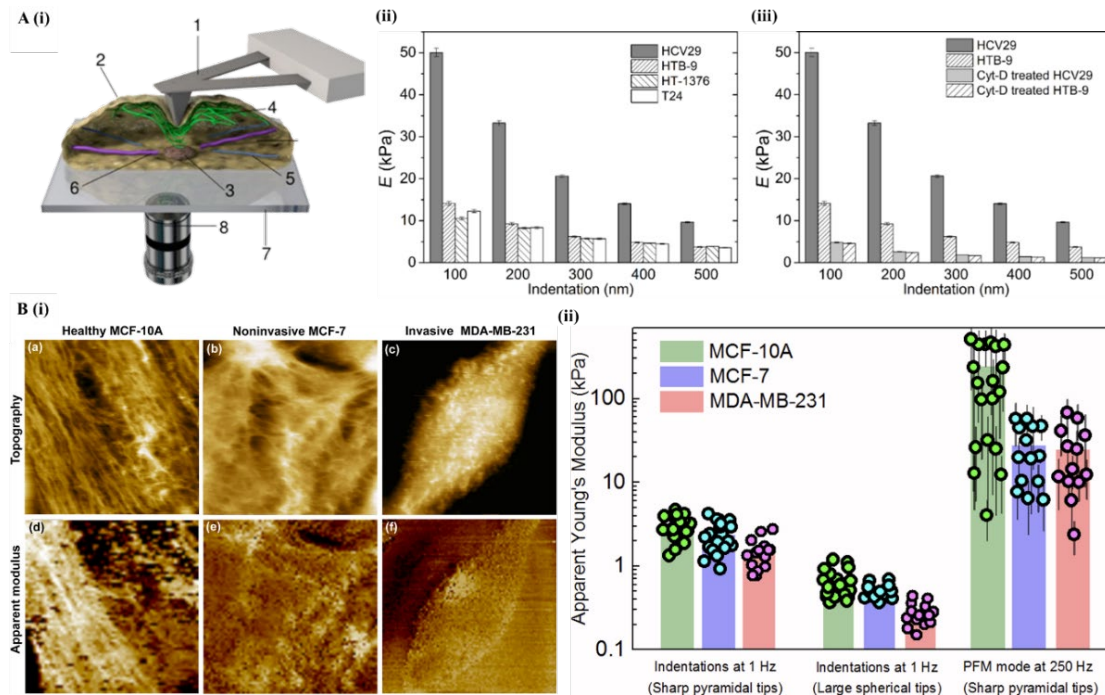 A (i)
1
2
4
6
3
5
8
7
(ii)
E (kPa)
50
40
30
20
10
0
HCV29
HTB-9
HT-1376
T24
100 200 300 400 500
Indentation (nm)
(iii)
E (kPa)
50
40
30
20
10
0
HCV29
HTB-9
Cyt-D treated HCV29
Cyt-D treated HTB-9
100 200 300 400 500
Indentation (nm)
B (i)
Healthy MCF-10A Noninvasive MCF-7 Invasive MDA-MB-231
Topography
(a) (b) (c)
Apparent modulus
(d) (e) (f)
(ii)
Apparent Young's Modulus (kPa)
100
10
1
0.1
MCF-10A
MCF-7
MDA-MB-231
Indentations at 1 Hz
(Sharp pyramidal tips)
Indentations at 1 Hz
(Large spherical tips)
PFM mode at 250 Hz
(Sharp pyramidal tips)